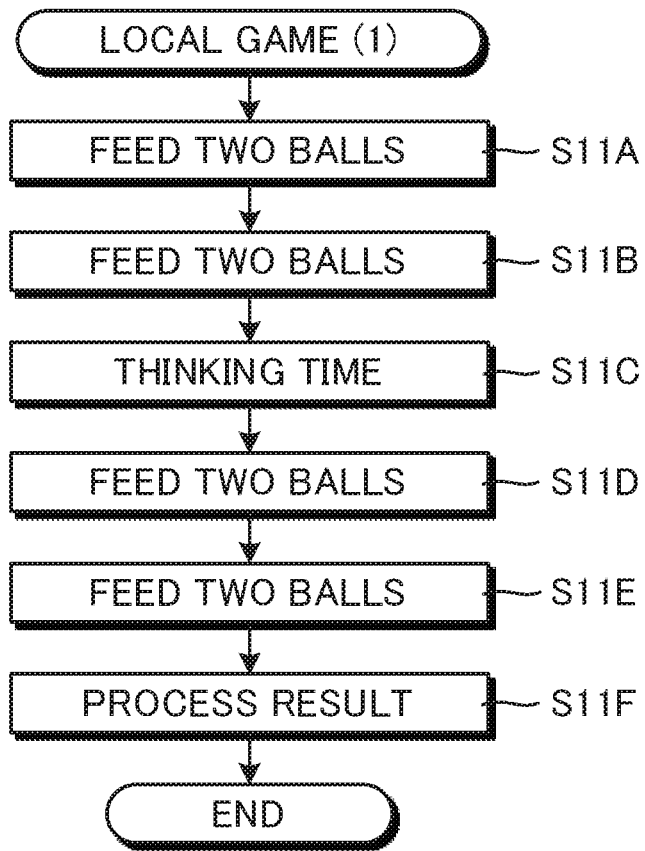 LOCAL GAME (1)
FEED TWO BALLS S11A
FEED TWO BALLS S11B
THINKING TIME S11C
FEED TWO BALLS S11D
FEED TWO BALLS S11E
PROCESS RESULT S11F
END